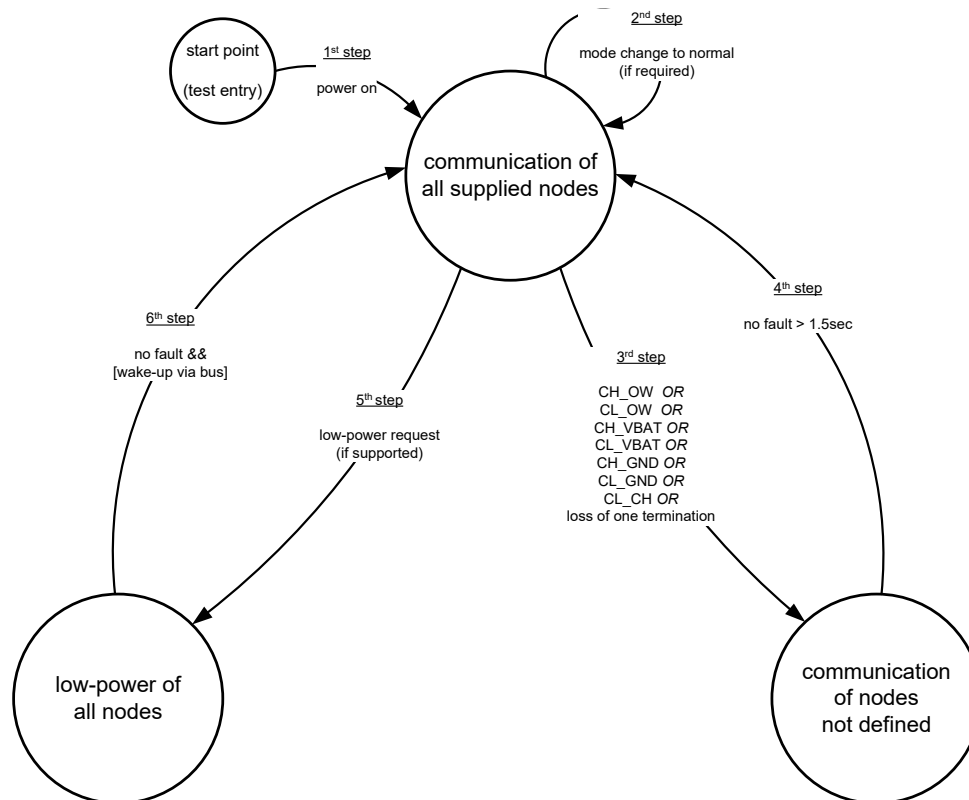 start point
(test entry)
1st step
power on
2nd step
mode change to normal
(if required)
communication of
all supplied nodes
6th step
no fault &&
[wake-up via bus]
5th step
low-power request
(if supported)
3rd step
CH_OW OR
CL_OW OR
CH_VBAT OR
CL_VBAT OR
CH_GND OR
CL_GND OR
CL_CH OR
loss of one termination
4th step
no fault > 1.5sec
low-power of
all nodes
communication
of nodes
not defined